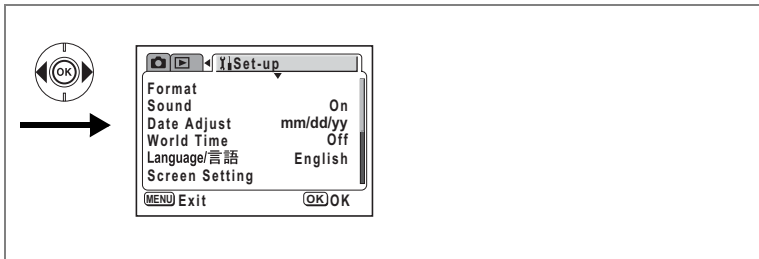 OK
Set-up
Format
Sound On
Date Adjust mm/dd/yy
World Time Off
Language/言語 English
Screen Setting
MENU Exit OK OK